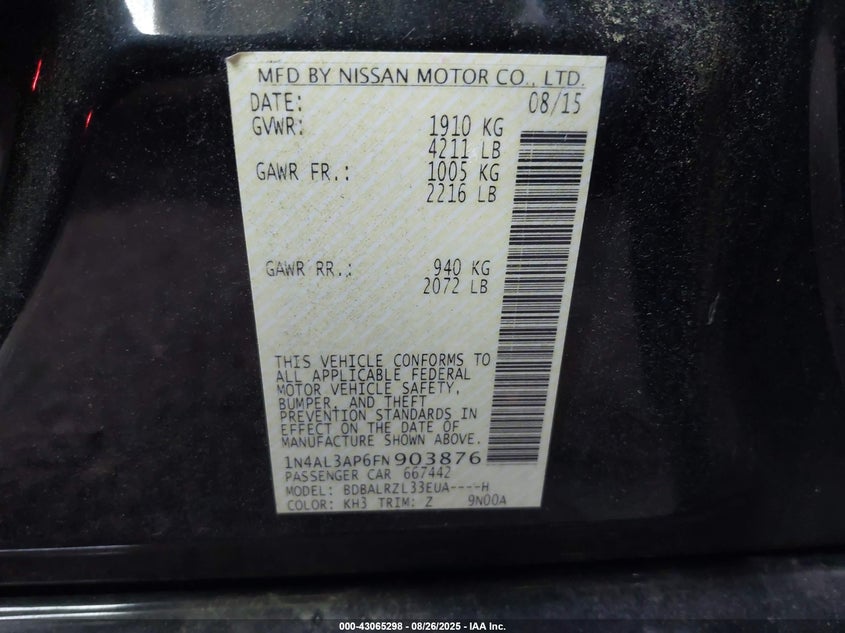 MFD BY NISSAN MOTOR CO., LTD.
DATE: 08/15
GVWR: 1910 KG
4211 LB
GAWR FR.: 1005 KG
2216 LB
GAWR RR.: 940 KG
2072 LB
THIS VEHICLE CONFORMS TO
ALL APPLICABLE FEDERAL
MOTOR VEHICLE SAFETY,
BUMPER, AND THEFT
PREVENTION STANDARDS IN
EFFECT ON THE DATE OF
MANUFACTURE SHOWN ABOVE.
1N4AL3AP6FN903876
PASSENGER CAR 667442
MODEL: BDBALRZL33EUA----H
COLOR: KH3 TRIM: Z 9N00A
000-43065298 - 08/26/2025 - IAA Inc.